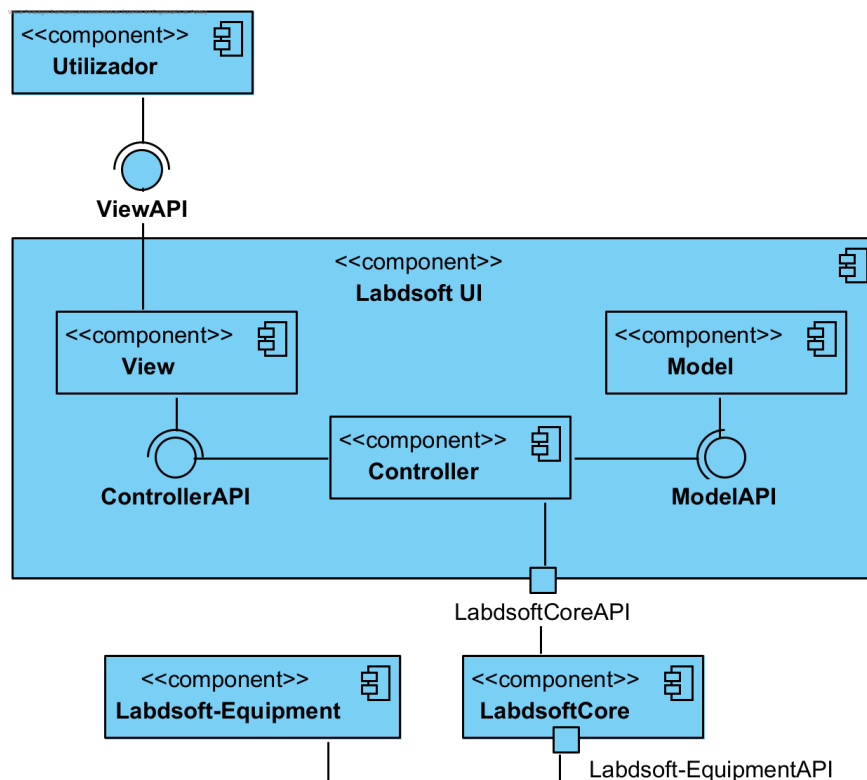 <<component>>
Utilizador
ViewAPI
<<component>>
Labdsoft UI
<<component>>
View
<<component>>
Model
<<component>>
Controller
ControllerAPI
ModelAPI
LabdsoftCoreAPI
<<component>>
Labdsoft-Equipment
<<component>>
LabdsoftCore
Labdsoft-EquipmentAPI